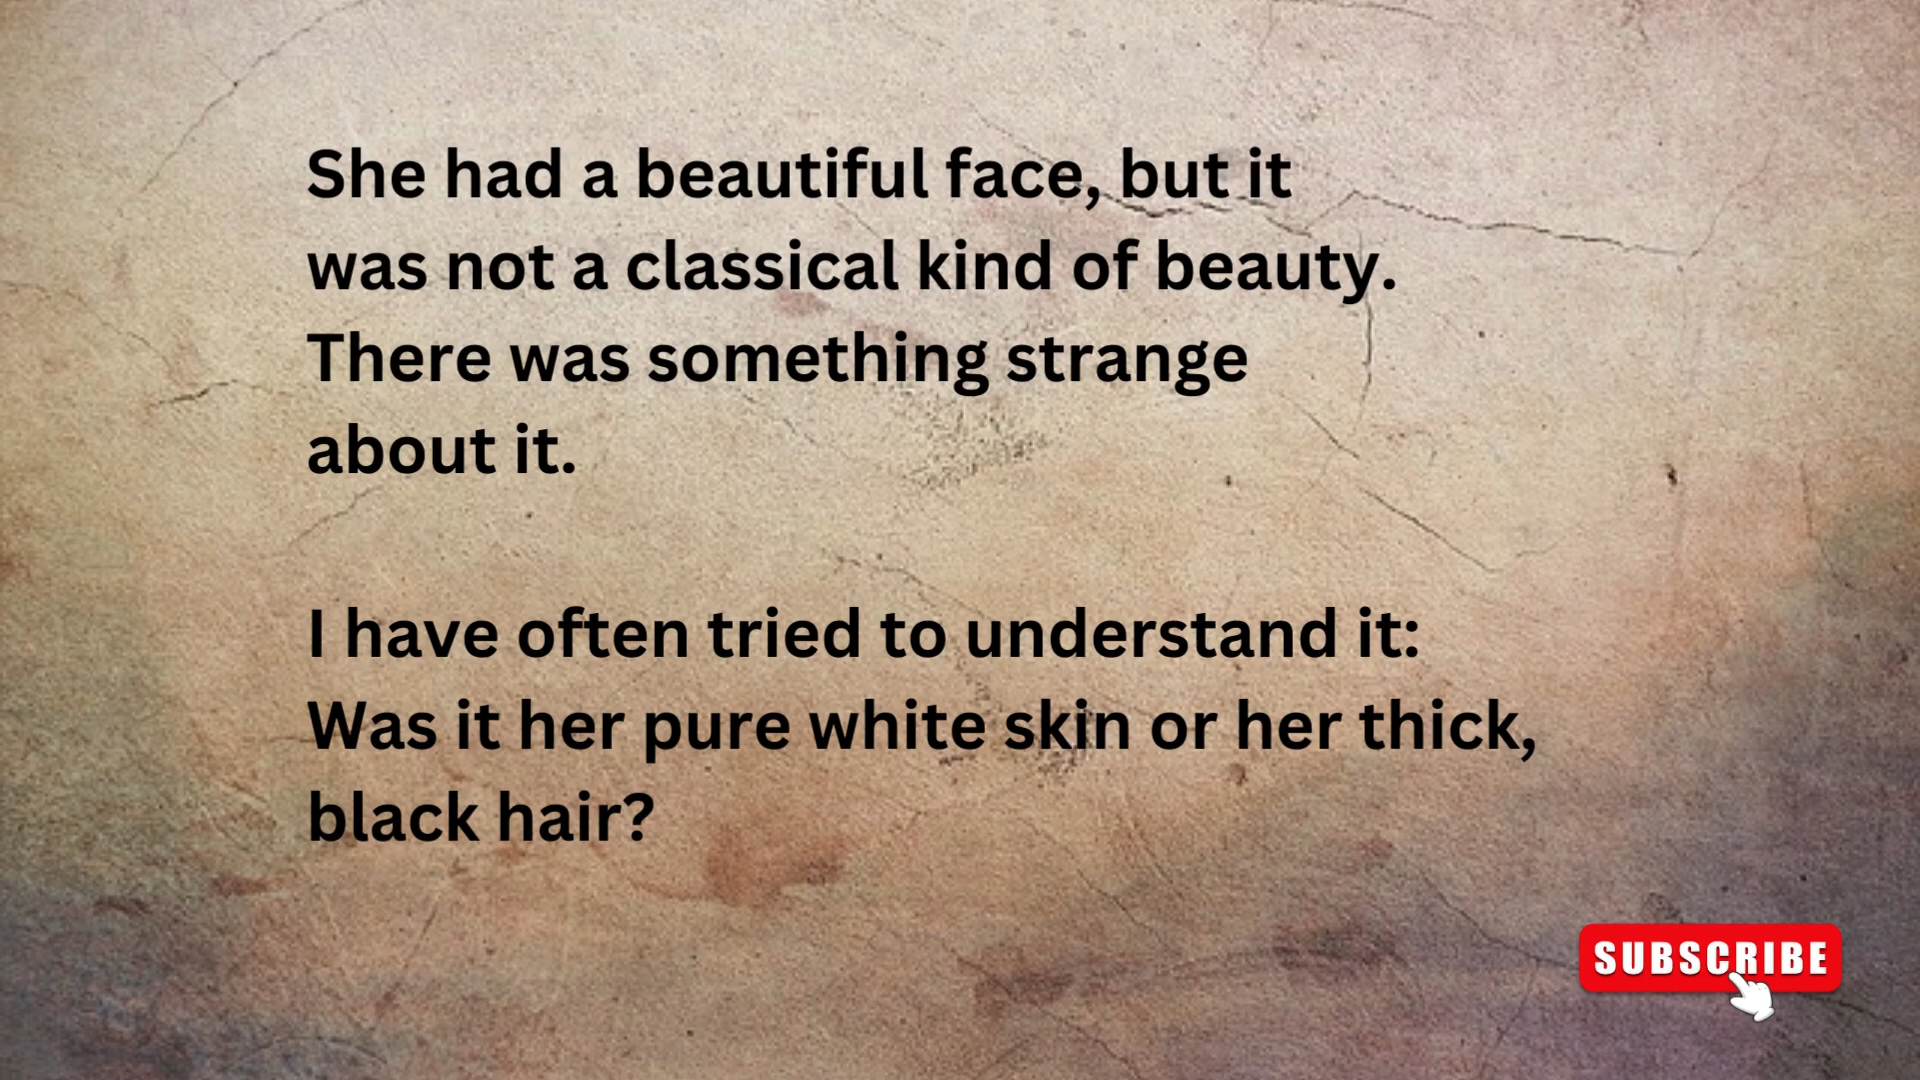 She had a beautiful face, but it
was not a classical kind of beauty.
There was something strange
about it.
I have often tried to understand it:
Was it her pure white skin or her thick,
black hair?
SUBSCRIBE